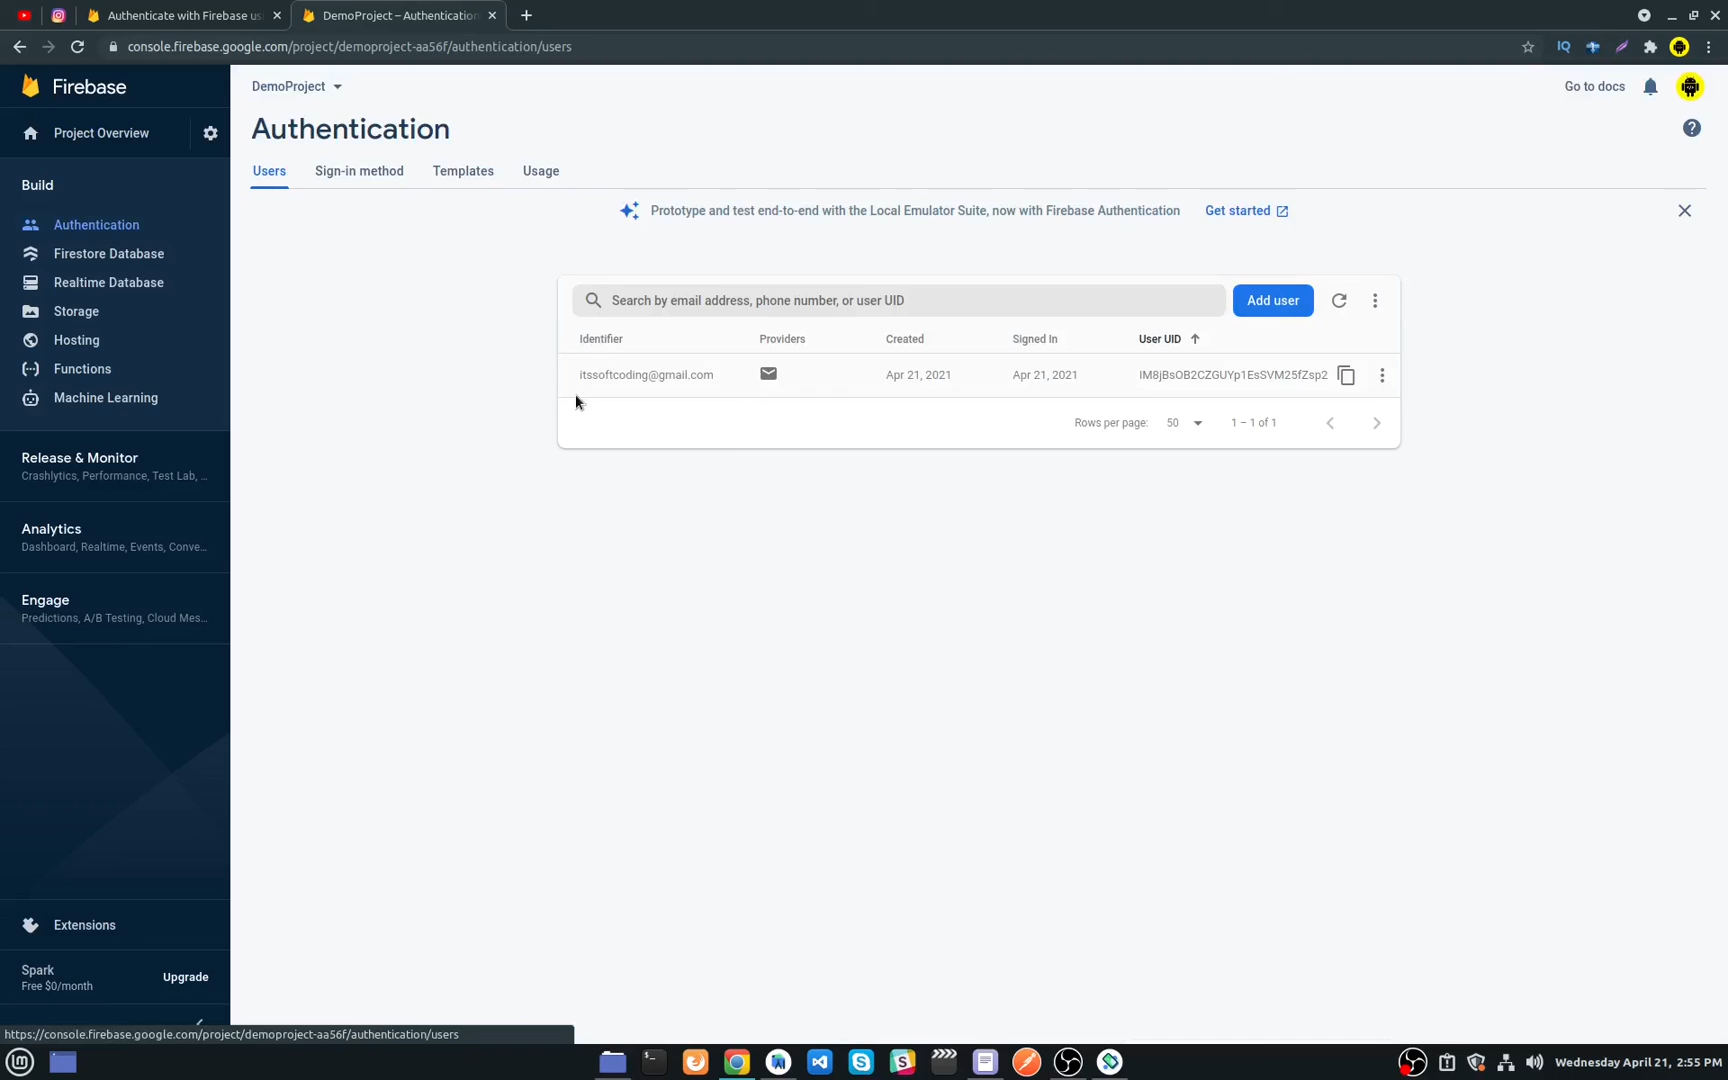 Authenticate with Firebase us
DemoProject – Authentication
console.firebase.google.com/project/demoproject-aa56f/authentication/users
IQ
Firebase
DemoProject
Go to docs
Project Overview
Authentication
Users
Sign-in method
Templates
Usage
Build
Prototype and test end-to-end with the Local Emulator Suite, now with Firebase Authentication
Get started
Authentication
Firestore Database
Realtime Database
Storage
Hosting
Functions
Machine Learning
Search by email address, phone number, or user UID
Add user
Identifier
Providers
Created
Signed In
User UID
itssoftcoding@gmail.com
Apr 21, 2021
Apr 21, 2021
IM8jBsOB2CZGUYp1EsSVM25fZsp2
Rows per page:
50
1 – 1 of 1
Release & Monitor
Crashlytics, Performance, Test Lab, ...
Analytics
Dashboard, Realtime, Events, Conve...
Engage
Predictions, A/B Testing, Cloud Mes...
Extensions
Spark
Free $0/month
Upgrade
https://console.firebase.google.com/project/demoproject-aa56f/authentication/users
Wednesday April 21, 2:55 PM